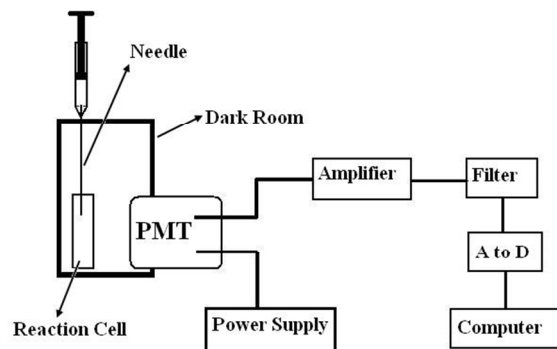 Needle
Dark Room
Amplifier
Filter
PMT
A to D
Reaction Cell
Power Supply
Computer